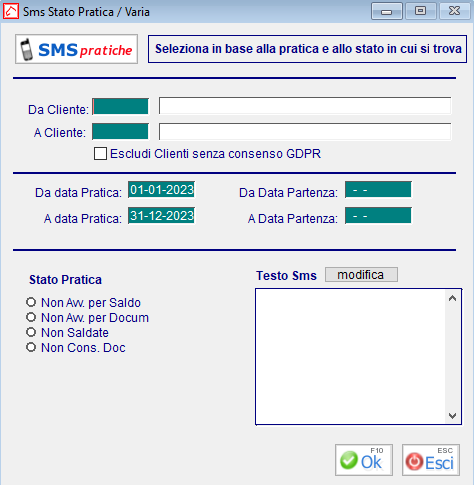 Sms Stato Pratica / Varia
SMS pratiche
Seleziona in base alla pratica e allo stato in cui si trova
Da Cliente:
A Cliente:
Escludi Clienti senza consenso GDPR
Da data Pratica: 01-01-2023 Da Data Partenza: - -
A data Pratica: 31-12-2023 A Data Partenza: - -
Stato Pratica
Testo Sms modifica
Non Avv. per Saldo
Non Avv. per Docum
Non Saldate
Non Cons. Doc
F10
Ok
ESC
Esci